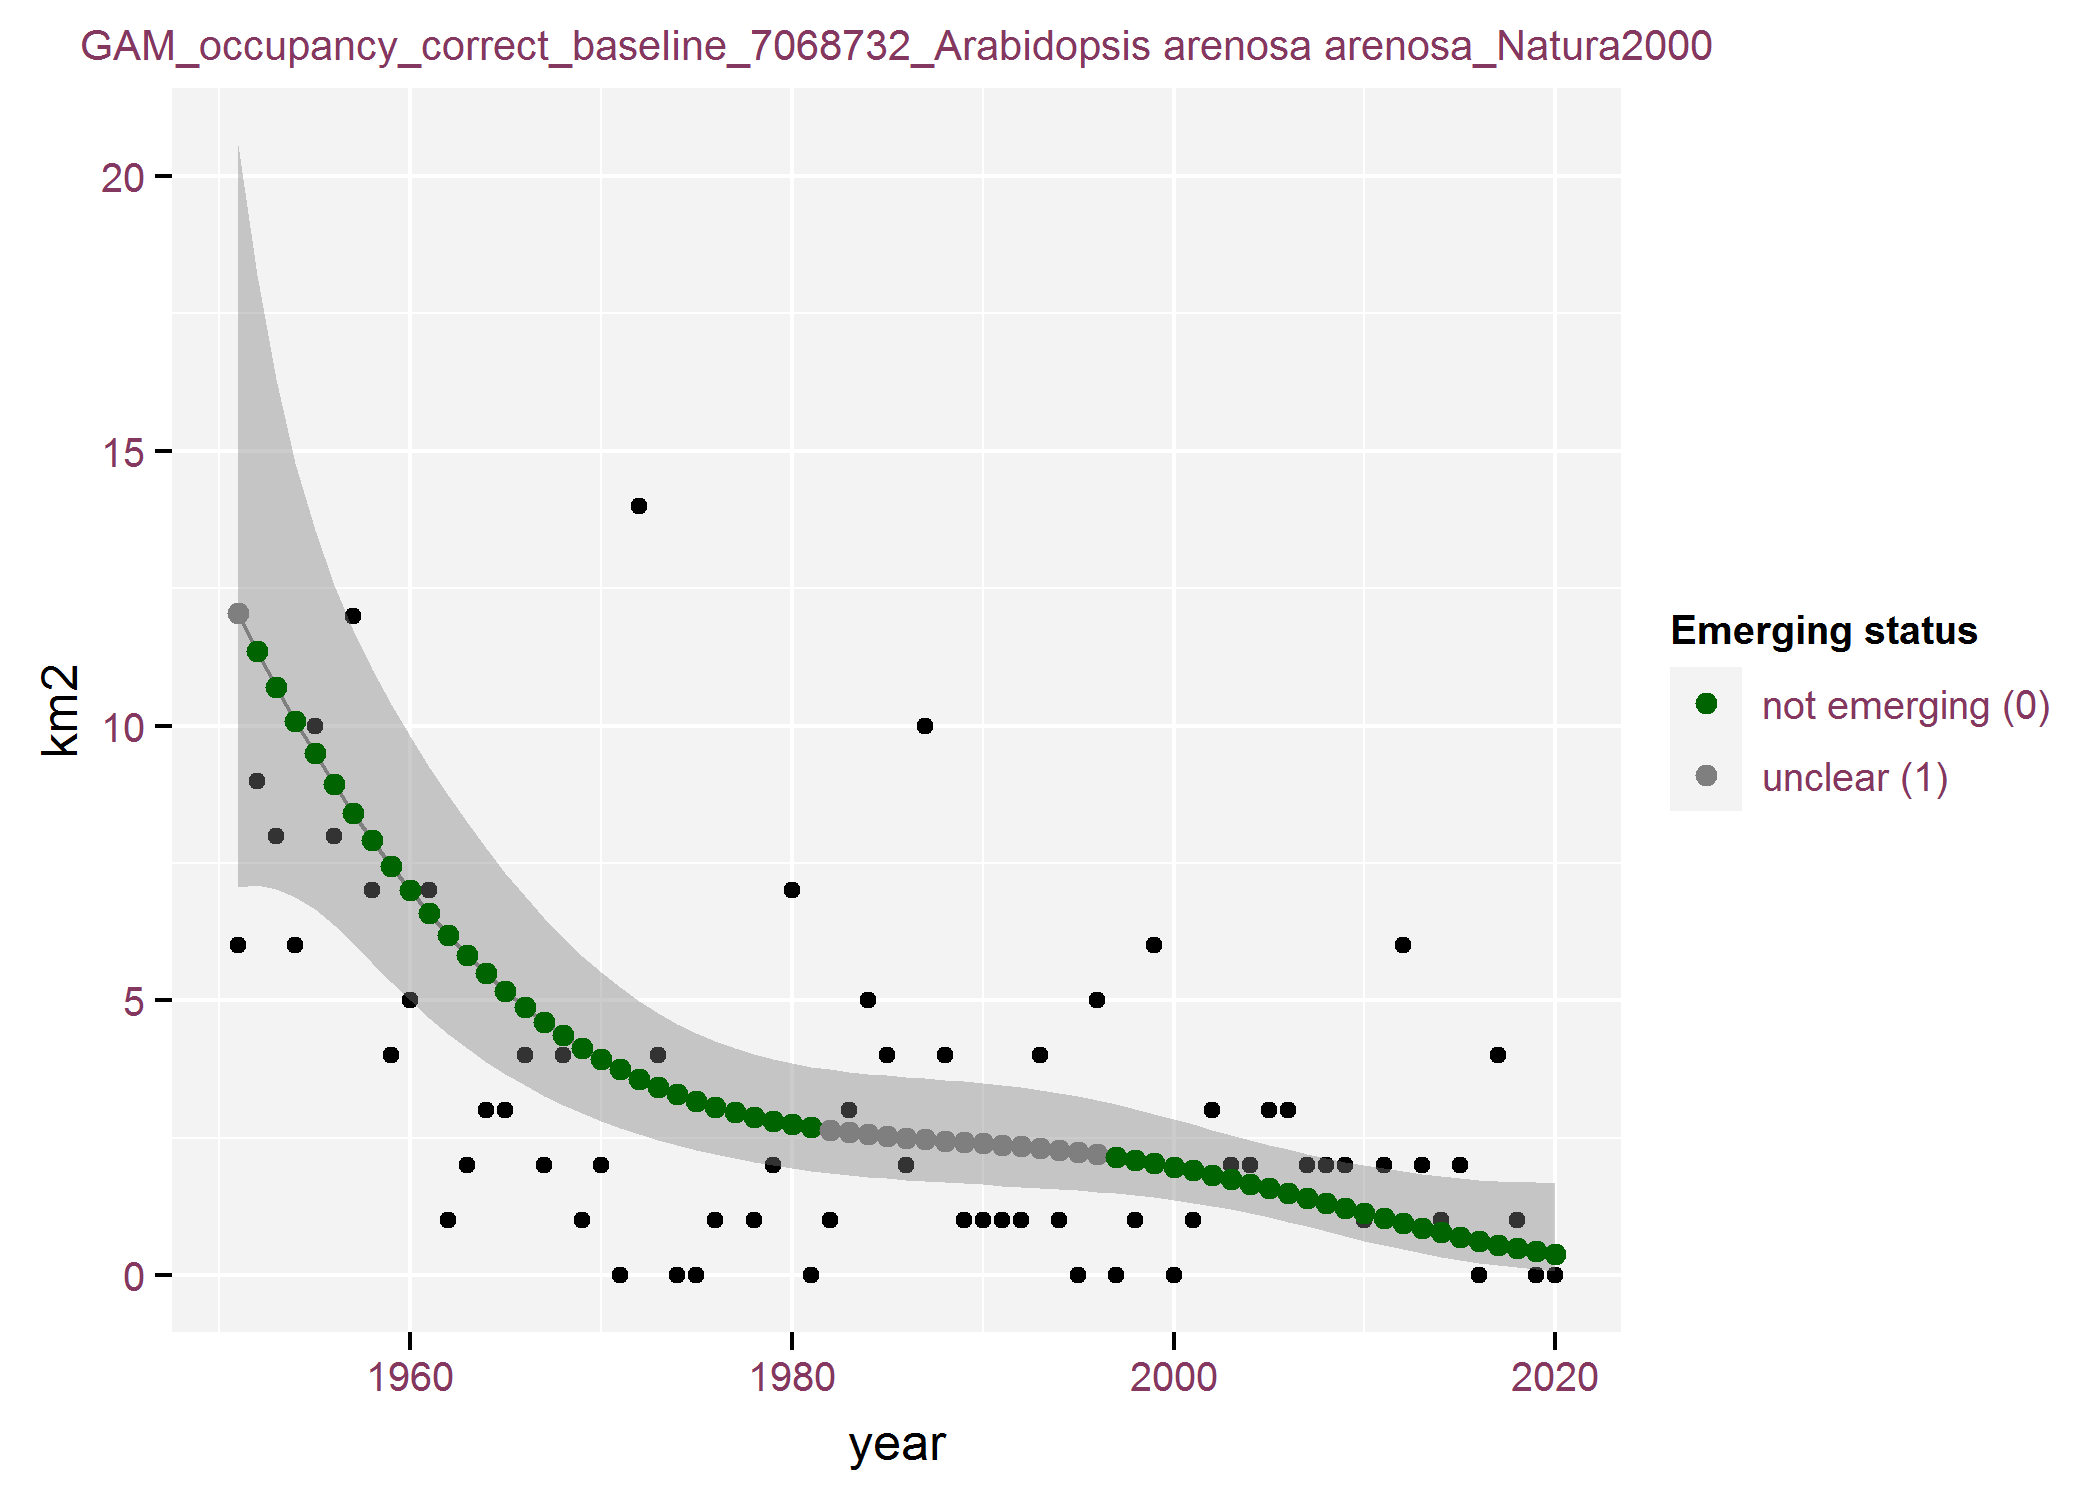 GAM_occupancy_correct_baseline_7068732_Arabidopsis arenosa arenosa_Natura2000
20
15
10
5
0
km2
1960
1980
2000
2020
year
Emerging status
not emerging (0)
unclear (1)